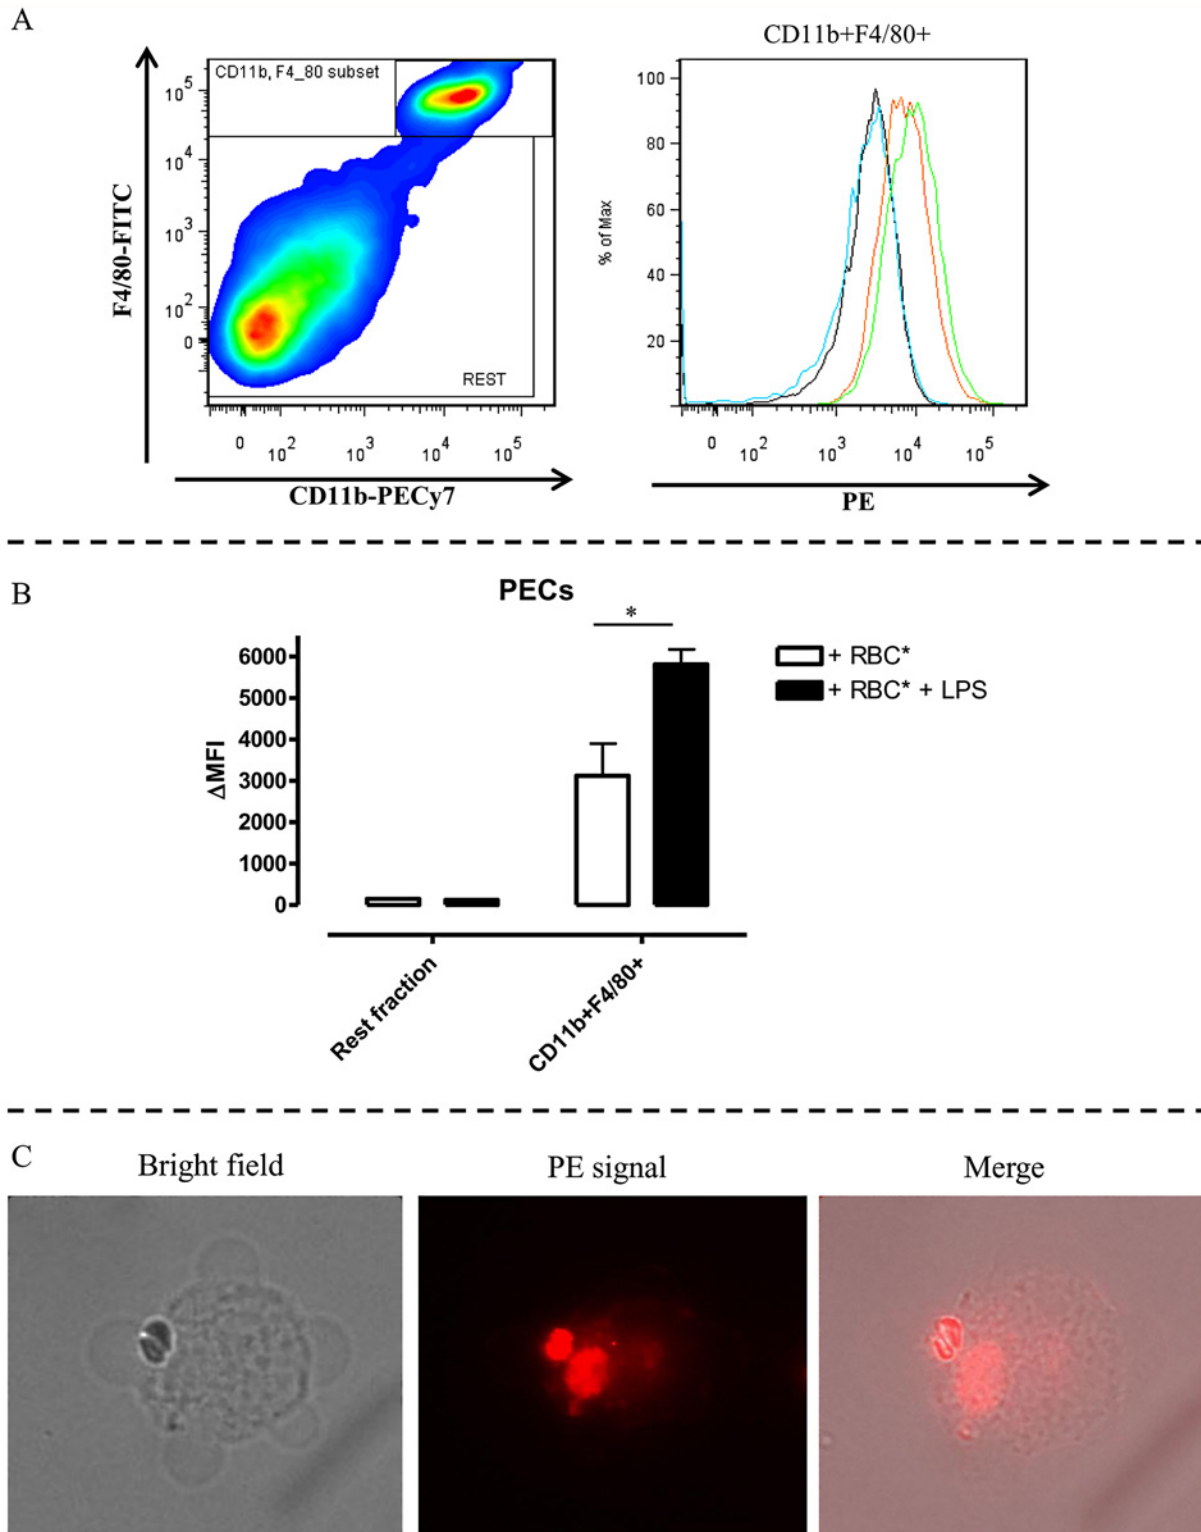 A
CD11b+F4/80+
CD11b, F4_80 subset
F4/80-FITC
10^5
10^4
10^3
10^2
0
REST
0 10^2 10^3 10^4 10^5
CD11b-PECy7
% of Max
100
80
60
40
20
0 10^2 10^3 10^4 10^5
PE
B
PECs
*
ΔMFI
6000
5000
4000
3000
2000
1000
0
+ RBC*
+ RBC* + LPS
Rest fraction
CD11b+F4/80+
C
Bright field
PE signal
Merge